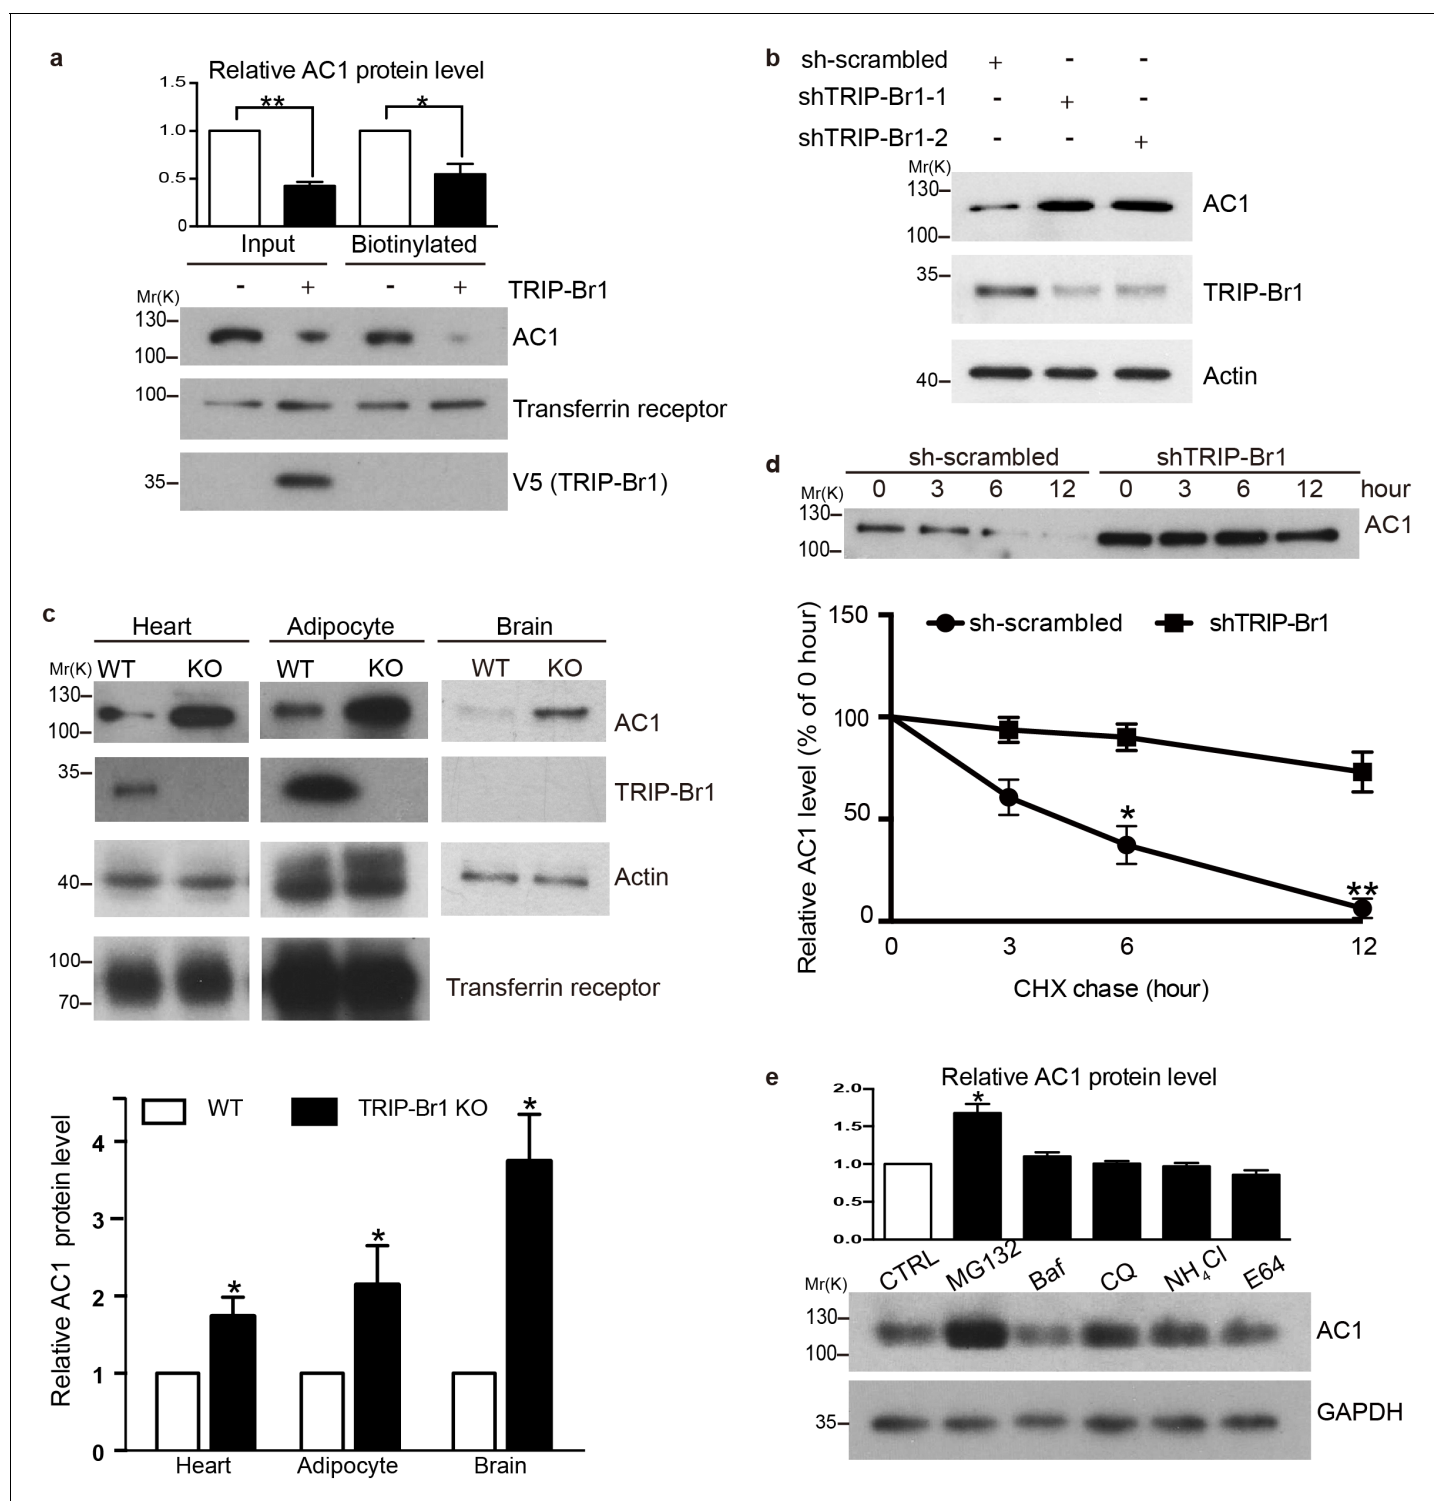 a
Relative AC1 protein level
1.5
1.0
0.5
0
**
*
Input Biotinylated
- + - + TRIP-Br1
Mr(K)
130
100
AC1
100
Transferrin receptor
35
V5 (TRIP-Br1)
b
sh-scrambled + - -
shTRIP-Br1-1 - + -
shTRIP-Br1-2 - - +
Mr(K)
130
100
AC1
35
TRIP-Br1
40
Actin
c
Heart Adipocyte Brain
Mr(K) WT KO WT KO WT KO
130
100
AC1
35
TRIP-Br1
40
Actin
100
70
Transferrin receptor
WT TRIP-Br1 KO
Relative AC1 protein level
4
3
2
1
0
*
*
*
Heart Adipocyte Brain
d
sh-scrambled shTRIP-Br1
Mr(K) 0 3 6 12 0 3 6 12 hour
130
100
AC1
sh-scrambled shTRIP-Br1
Relative AC1 level (% of 0 hour)
150
100
50
0
*
**
0 3 6 12
CHX chase (hour)
e
Relative AC1 protein level
2.0
1.5
1.0
0.5
0.0
*
CTRL MG132 Baf CQ NH4Cl E64
Mr(K)
130
100
AC1
35
GAPDH